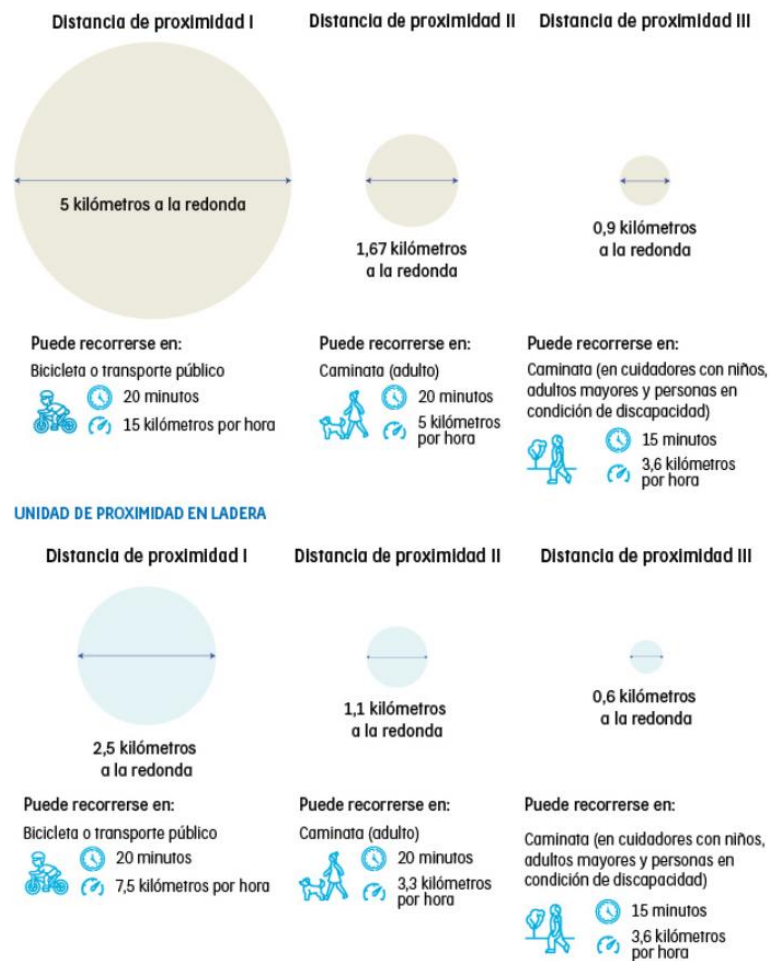 Distancia de proximidad I
Distancia de proximidad II
Distancia de proximidad III
5 kilómetros a la redonda
1,67 kilómetros
a la redonda
0,9 kilómetros
a la redonda
Puede recorrerse en:
Bicicleta o transporte público
20 minutos
15 kilómetros por hora
Puede recorrerse en:
Caminata (adulto)
20 minutos
5 kilómetros
por hora
Puede recorrerse en:
Caminata (en cuidadores con niños,
adultos mayores y personas en
condición de discapacidad)
15 minutos
3,6 kilómetros
por hora
UNIDAD DE PROXIMIDAD EN LADERA
Distancia de proximidad I
Distancia de proximidad II
Distancia de proximidad III
2,5 kilómetros
a la redonda
1,1 kilómetros
a la redonda
0,6 kilómetros
a la redonda
Puede recorrerse en:
Bicicleta o transporte público
20 minutos
7,5 kilómetros por hora
Puede recorrerse en:
Caminata (adulto)
20 minutos
3,3 kilómetros
por hora
Puede recorrerse en:
Caminata (en cuidadores con niños,
adultos mayores y personas en
condición de discapacidad)
15 minutos
3,6 kilómetros
por hora